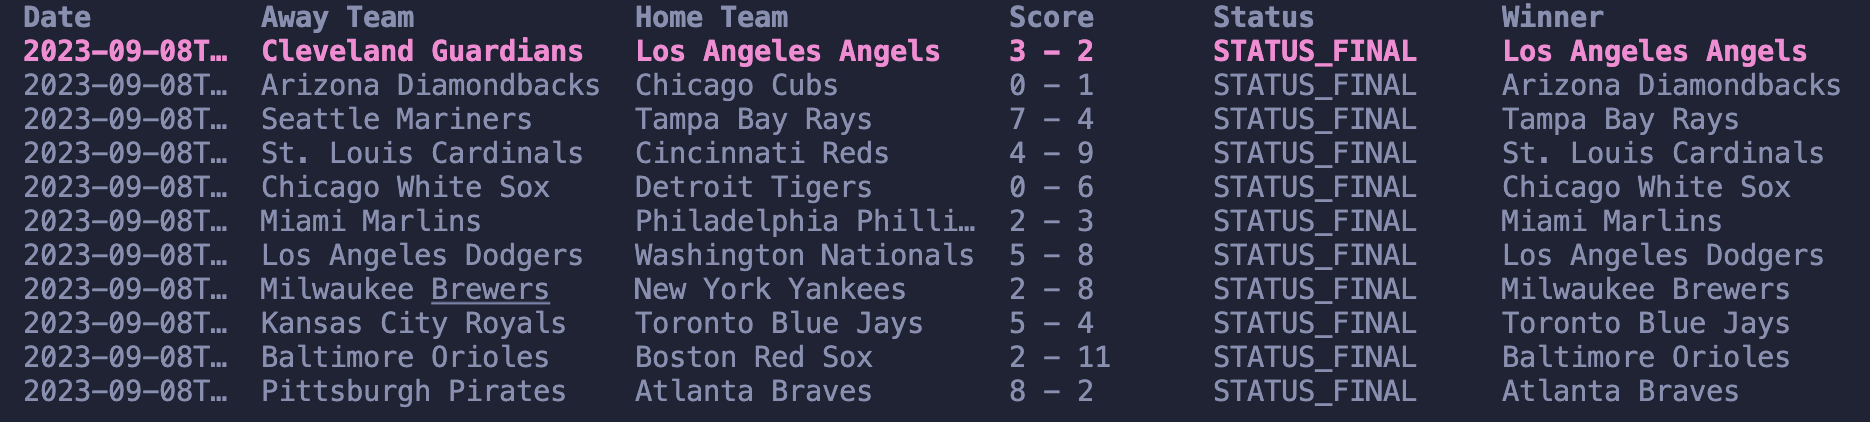 Date Away Team Home Team Score Status Winner
2023-09-08T… Cleveland Guardians Los Angeles Angels 3 - 2 STATUS_FINAL Los Angeles Angels
2023-09-08T… Arizona Diamondbacks Chicago Cubs 0 - 1 STATUS_FINAL Arizona Diamondbacks
2023-09-08T… Seattle Mariners Tampa Bay Rays 7 - 4 STATUS_FINAL Tampa Bay Rays
2023-09-08T… St. Louis Cardinals Cincinnati Reds 4 - 9 STATUS_FINAL St. Louis Cardinals
2023-09-08T… Chicago White Sox Detroit Tigers 0 - 6 STATUS_FINAL Chicago White Sox
2023-09-08T… Miami Marlins Philadelphia Philli… 2 - 3 STATUS_FINAL Miami Marlins
2023-09-08T… Los Angeles Dodgers Washington Nationals 5 - 8 STATUS_FINAL Los Angeles Dodgers
2023-09-08T… Milwaukee Brewers New York Yankees 2 - 8 STATUS_FINAL Milwaukee Brewers
2023-09-08T… Kansas City Royals Toronto Blue Jays 5 - 4 STATUS_FINAL Toronto Blue Jays
2023-09-08T… Baltimore Orioles Boston Red Sox 2 - 11 STATUS_FINAL Baltimore Orioles
2023-09-08T… Pittsburgh Pirates Atlanta Braves 8 - 2 STATUS_FINAL Atlanta Braves